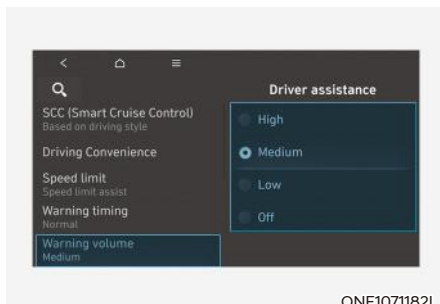 Driver assistance
SCC (Smart Cruise Control)
Based on driving style
Driving Convenience
Speed limit
Speed limit assist
Warning timing
Normal
Warning volume
Medium
High
Medium
Low
Off